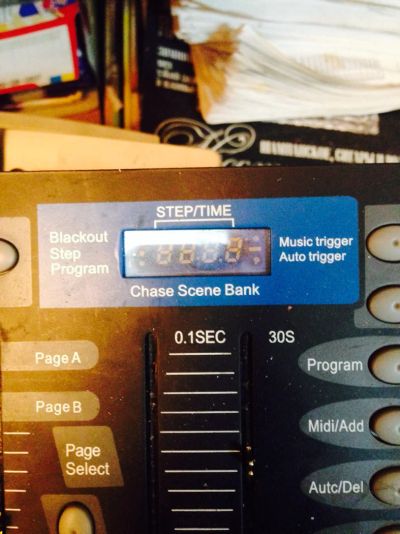 STEP/TIME
Blackout
Step
Program
Music trigger
Auto trigger
Chase Scene Bank
0.1SEC
30S
Page A
Program
Page B
Midi/Add
Page
Select
Autc/Del